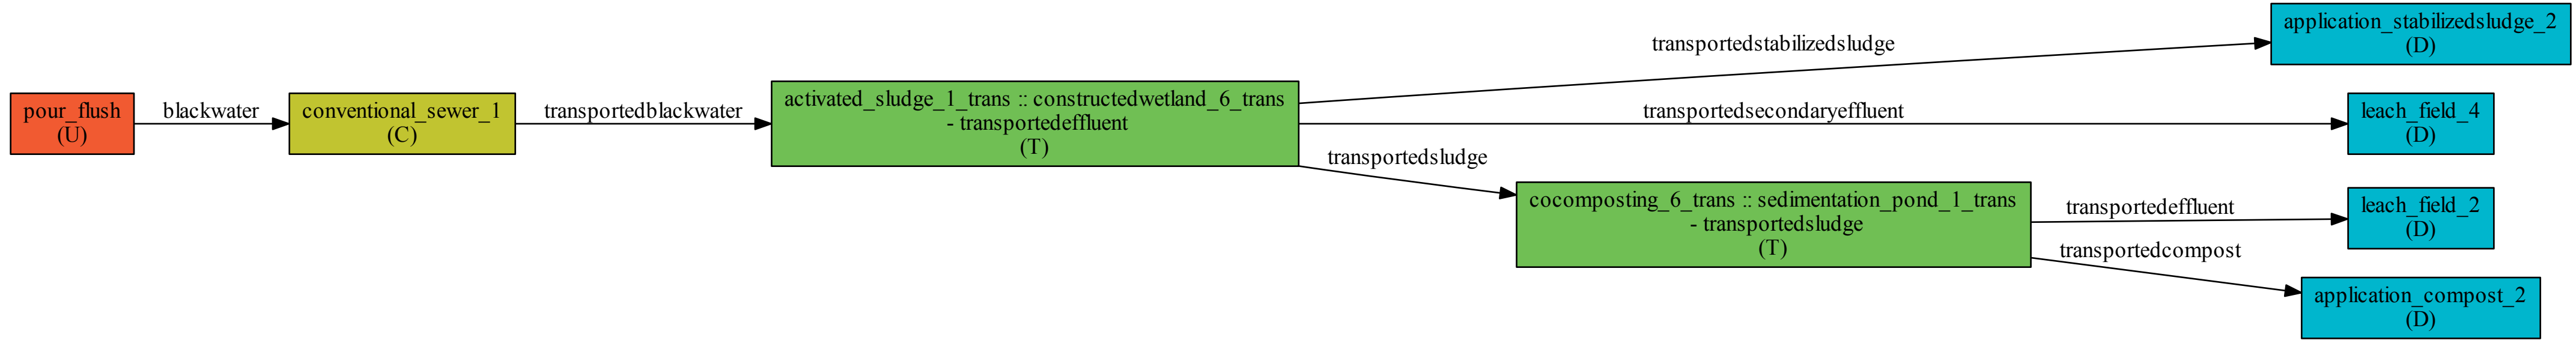 pour_flush
(U)
blackwater
conventional_sewer_1
(C)
transportedblackwater
activated_sludge_1_trans :: constructedwetland_6_trans
- transportedeffluent
(T)
transportedstabilizedsludge
application_stabilizedsludge_2
(D)
transportedsecondaryeffluent
leach_field_4
(D)
transportedsludge
cocomposting_6_trans :: sedimentation_pond_1_trans
- transportedsludge
(T)
transportedeffluent
leach_field_2
(D)
transportedcompost
application_compost_2
(D)